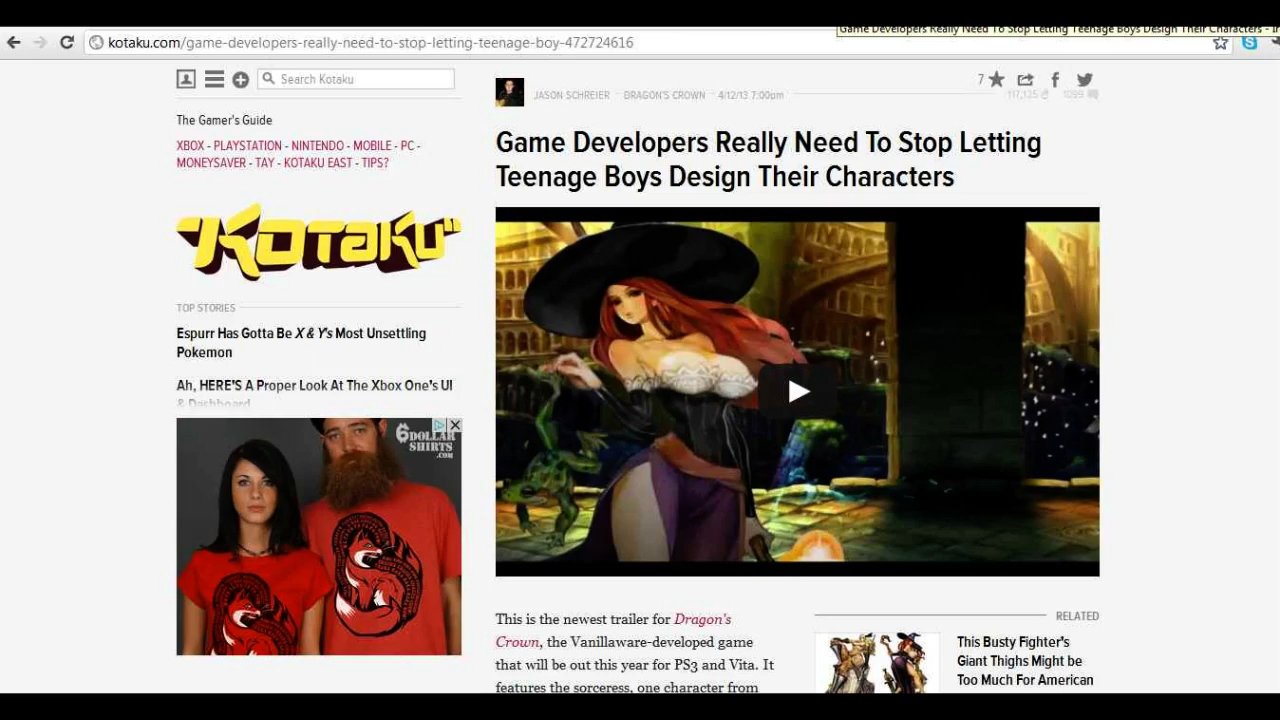 Game Developers Really Need To Stop Letting Teenage Boys Design Their Characters - In
kotaku.com/game-developers-really-need-to-stop-letting-teenage-boy-472724616
Search Kotaku
The Gamer's Guide
XBOX - PLAYSTATION - NINTENDO - MOBILE - PC -
MONEYSAVER - TAY - KOTAKU EAST - TIPS?
KOTAKU
TOP STORIES
Espurr Has Gotta Be X & Y's Most Unsettling
Pokemon
Ah, HERE'S A Proper Look At The Xbox One's UI
& Dashboard
6DOLLAR
SHIRTS
.COM
JASON SCHREIER
DRAGON'S CROWN
4/12/13 7:00pm
7
117,125
1099
Game Developers Really Need To Stop Letting
Teenage Boys Design Their Characters
This is the newest trailer for Dragon's
Crown, the Vanillaware-developed game
that will be out this year for PS3 and Vita. It
features the sorceress, one character from
RELATED
This Busty Fighter's
Giant Thighs Might be
Too Much For American